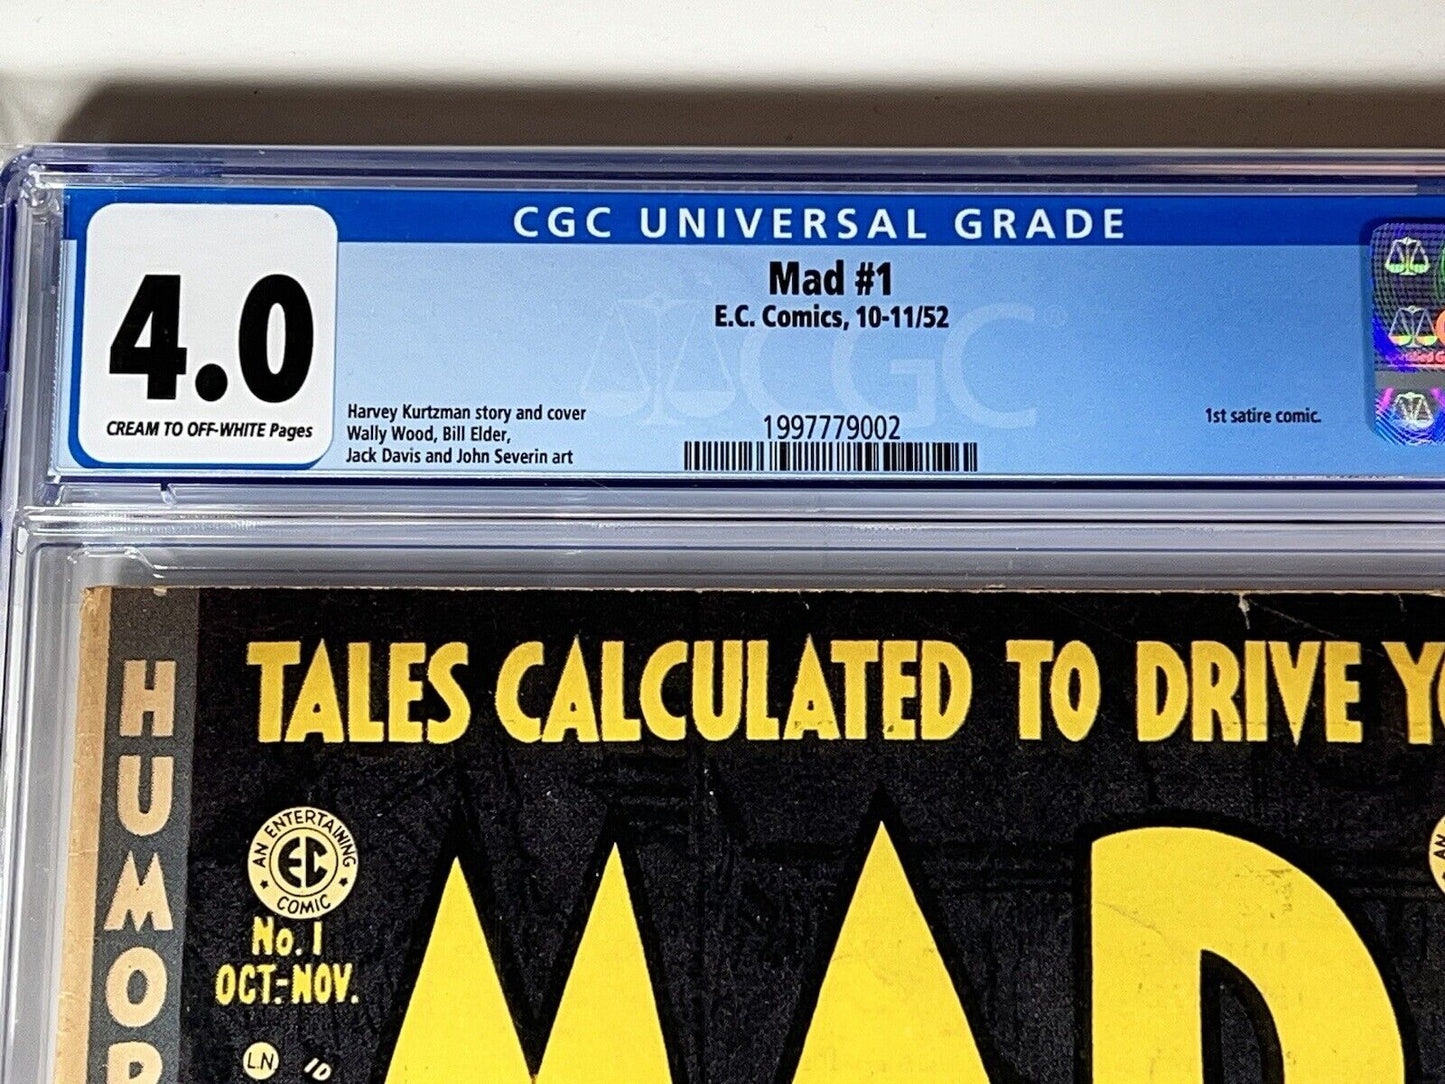 CGC UNIVERSAL GRADE
4.0
CREAM TO OFF-WHITE Pages
Mad #1
E.C. Comics, 10-11/52
CGC
Harvey Kurtzman story and cover
Wally Wood, Bill Elder,
Jack Davis and John Severin art
1997779002
1st satire comic.
TALES CALCULATED TO DRIVE
HUMOR
AN ENTERTAINING
EC
COMIC
No. 1
OCT.-NOV.
L.N.
MAD